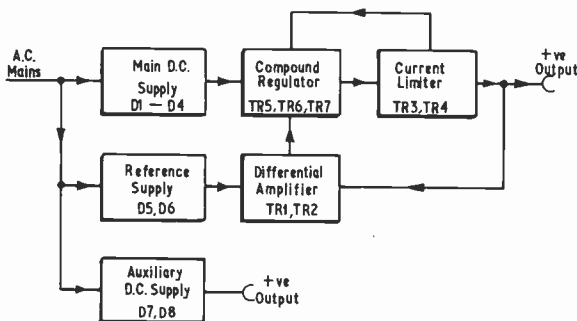 A.C.
Mains
Main D.C.
Supply
D1 — D4
Compound
Regulator
TR5,TR6,TR7
Current
Limiter
TR3,TR4
+ve
Output
Reference
Supply
D5,D6
Differential
Amplifier
TR1,TR2
Auxiliary
D.C. Supply
D7,D8
+ve
Output